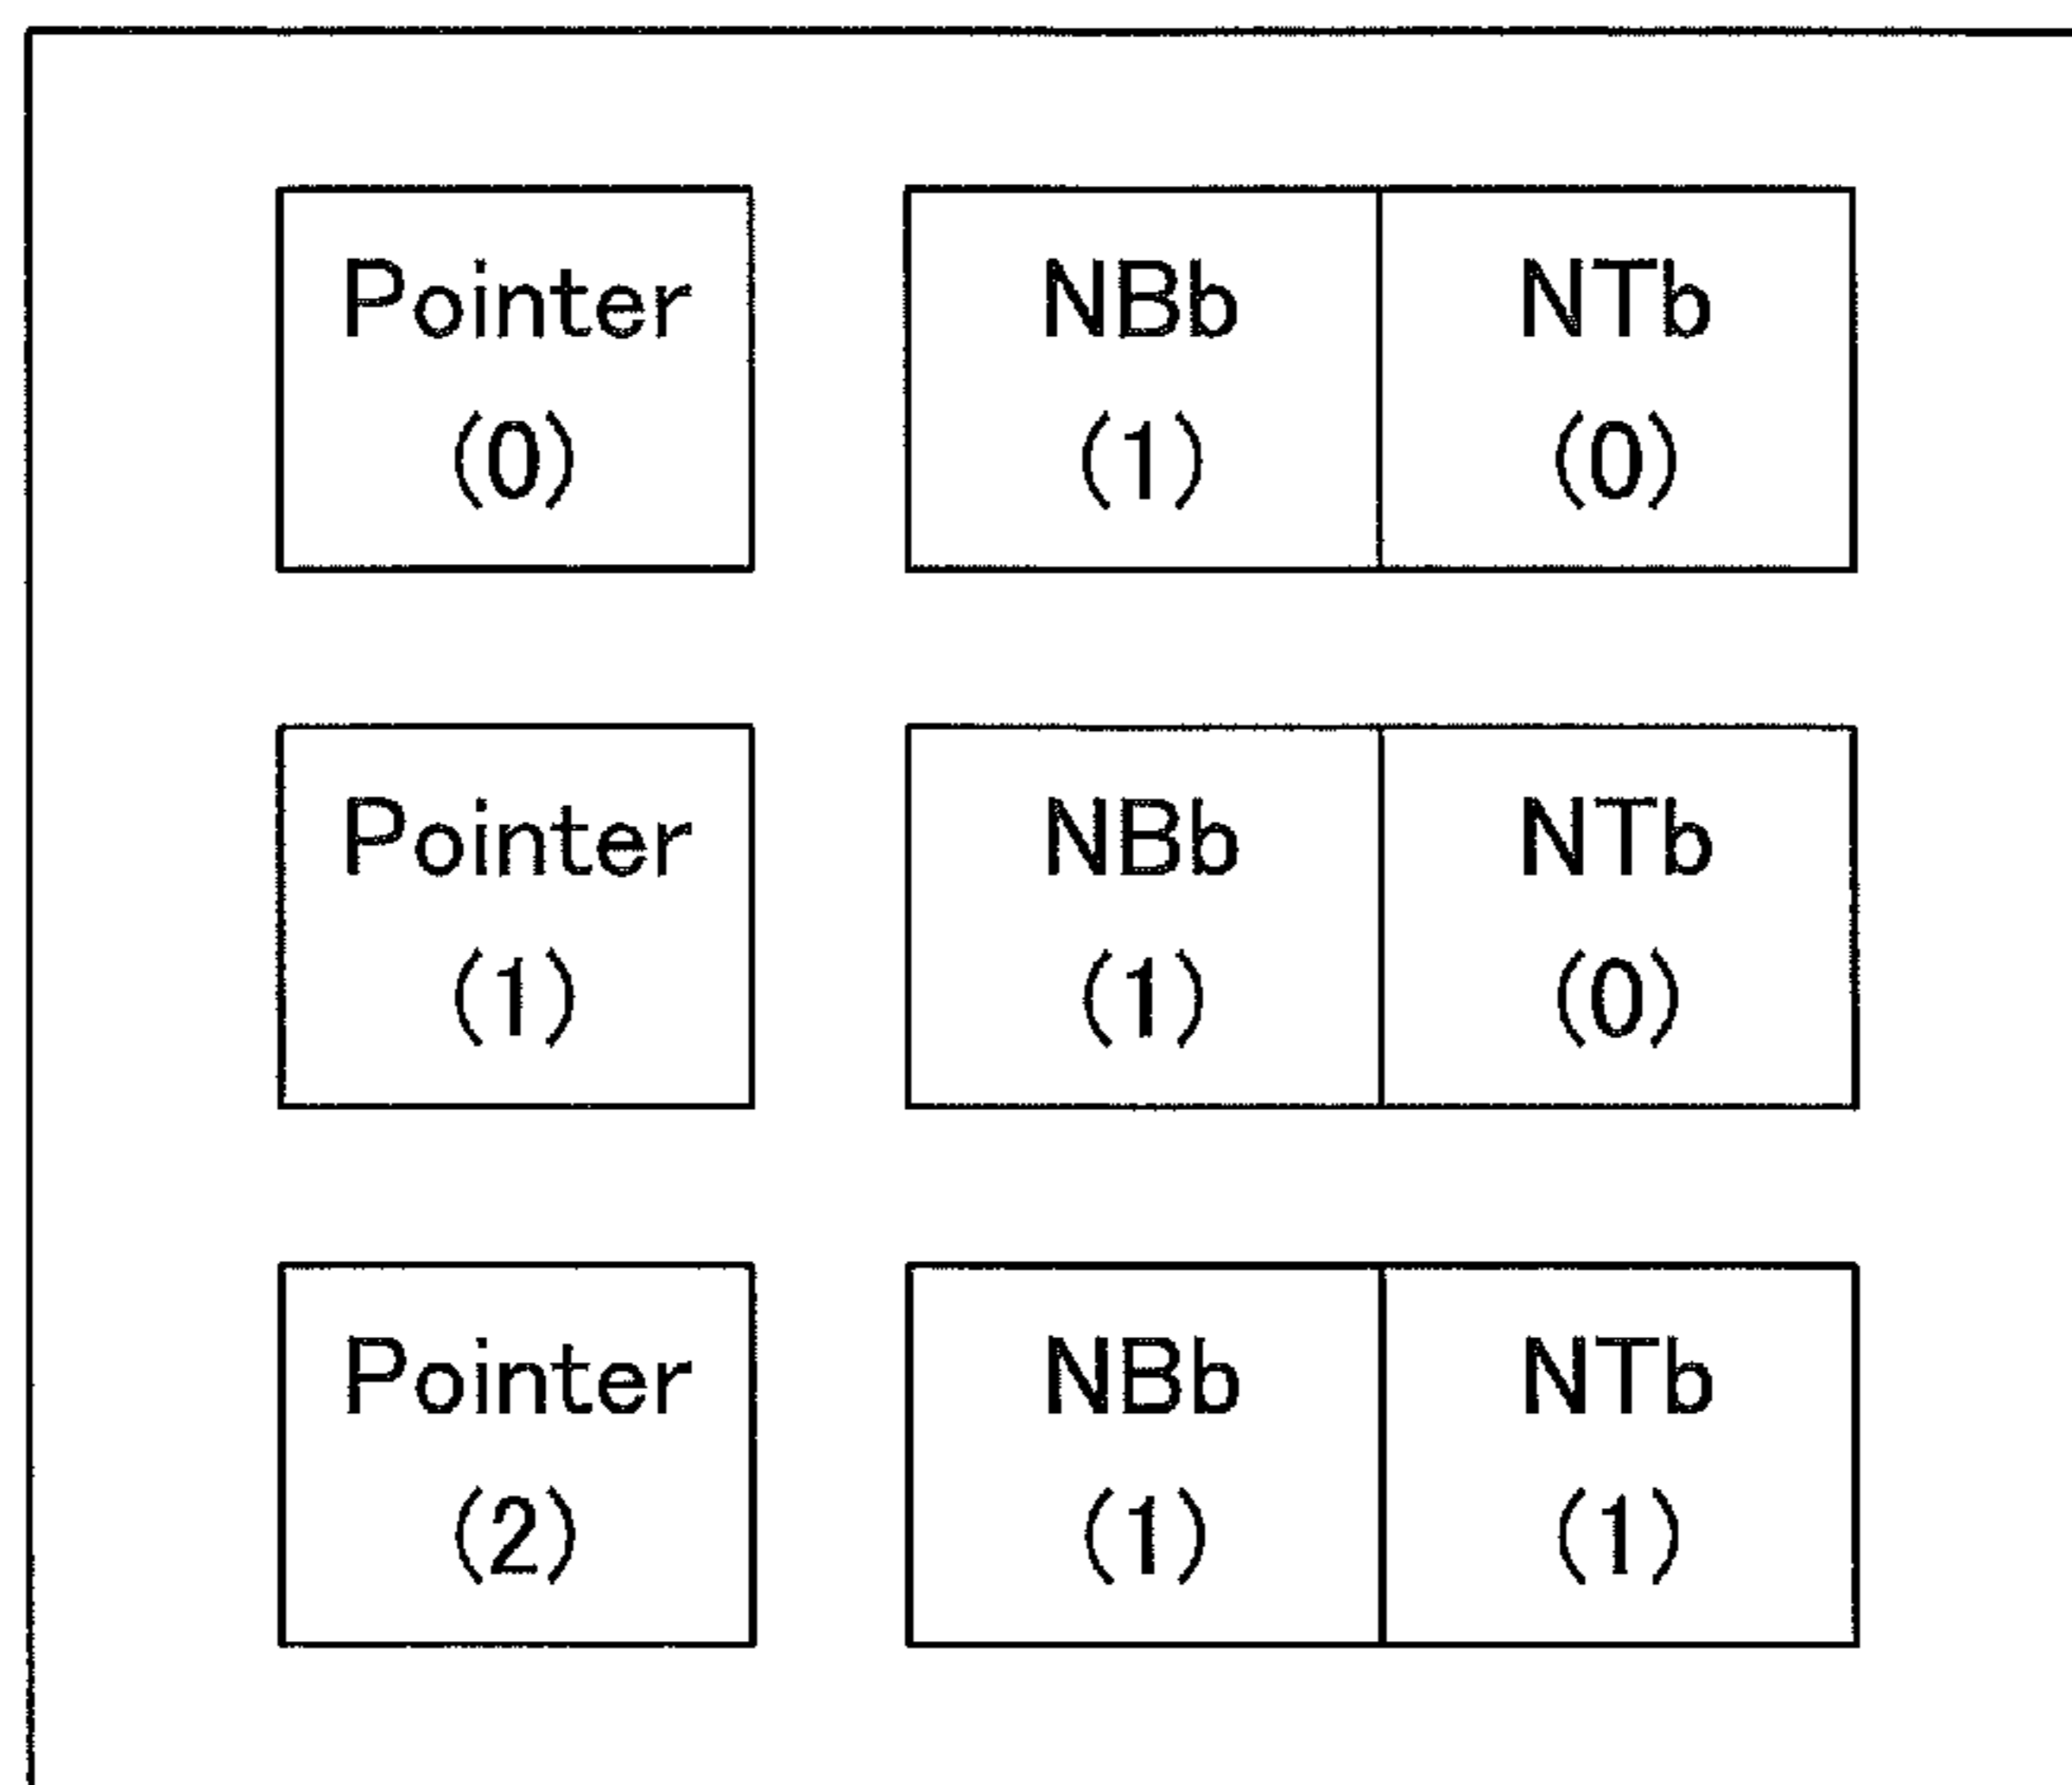 Pointer NBb NTb
(0) (1) (0)
Pointer NBb NTb
(1) (1) (0)
Pointer NBb NTb
(2) (1) (1)